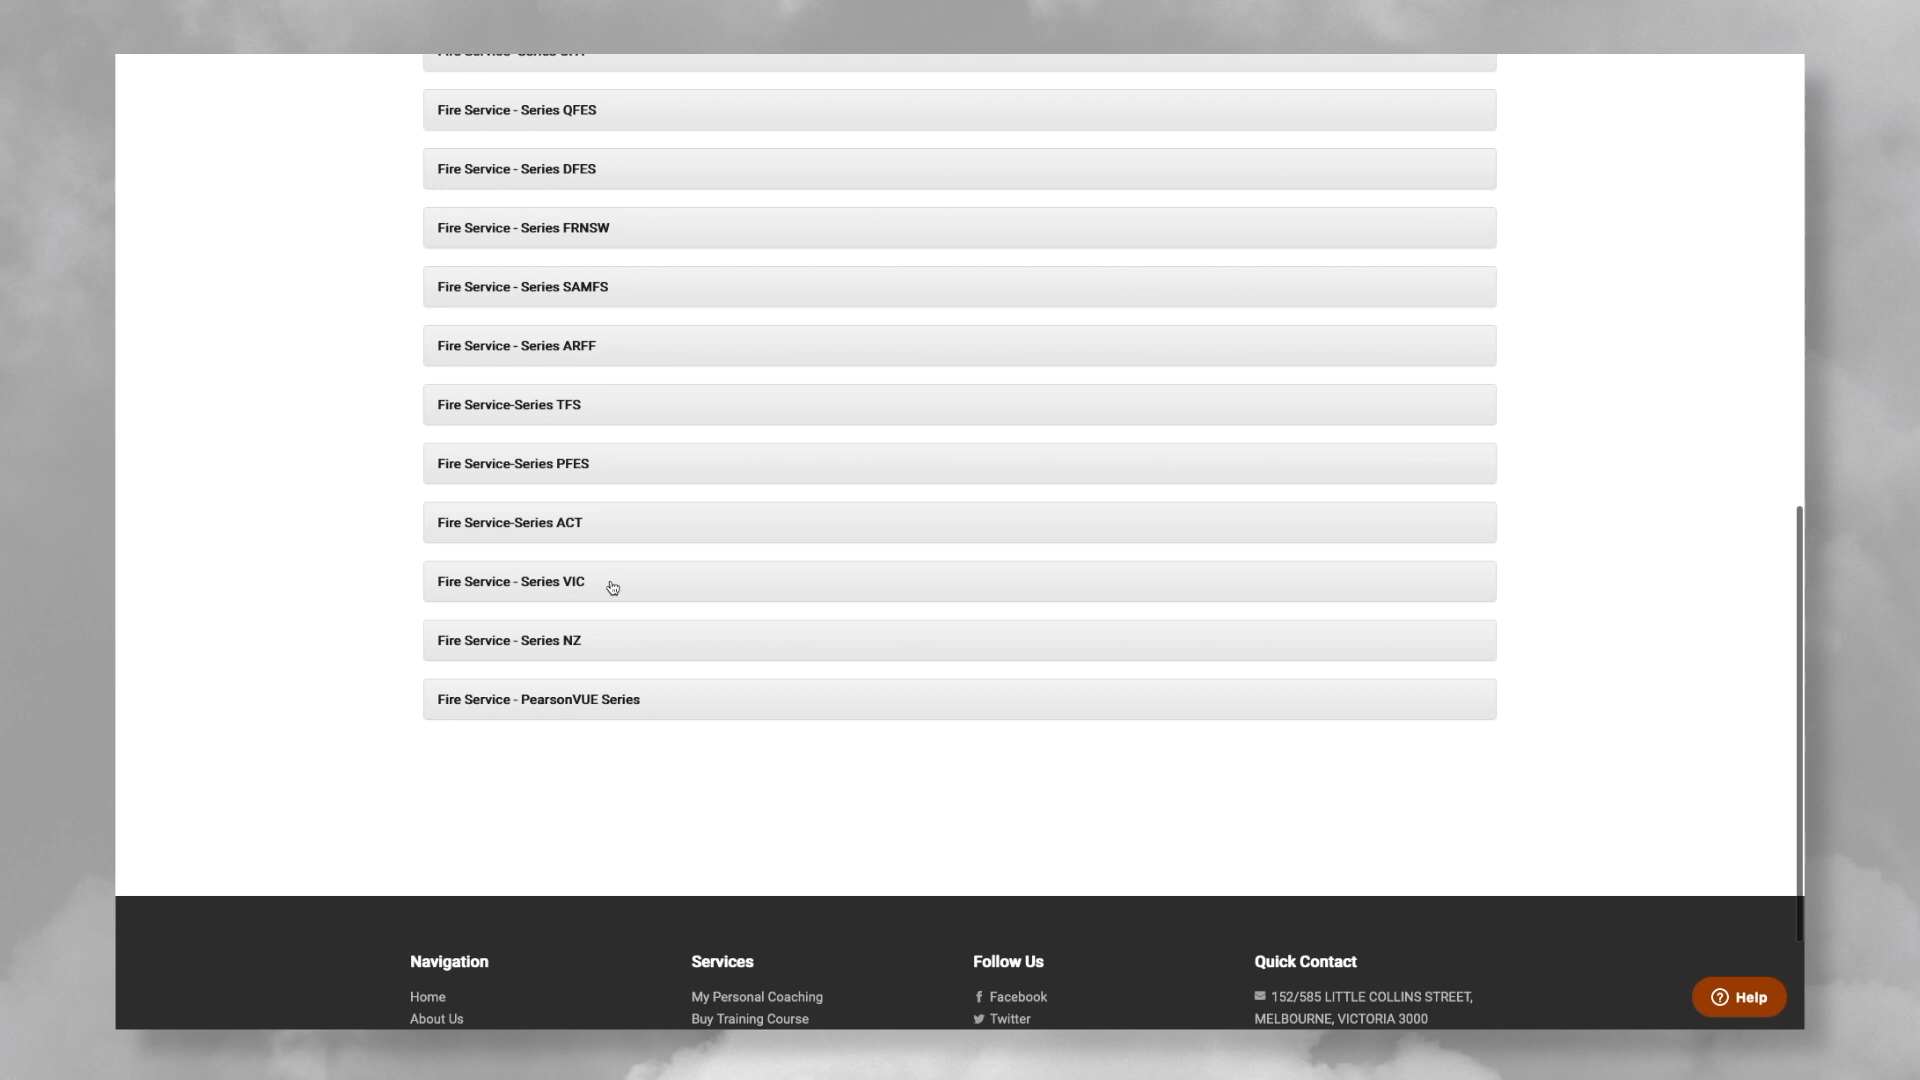 Fire Service - Series QFES
Fire Service - Series DFES
Fire Service - Series FRNSW
Fire Service - Series SAMFS
Fire Service - Series ARFF
Fire Service-Series TFS
Fire Service-Series PFES
Fire Service-Series ACT
Fire Service - Series VIC
Fire Service - Series NZ
Fire Service - PearsonVUE Series
Navigation
Home
About Us
Services
My Personal Coaching
Buy Training Course
Follow Us
Facebook
Twitter
Quick Contact
152/585 LITTLE COLLINS STREET,
MELBOURNE, VICTORIA 3000
Help